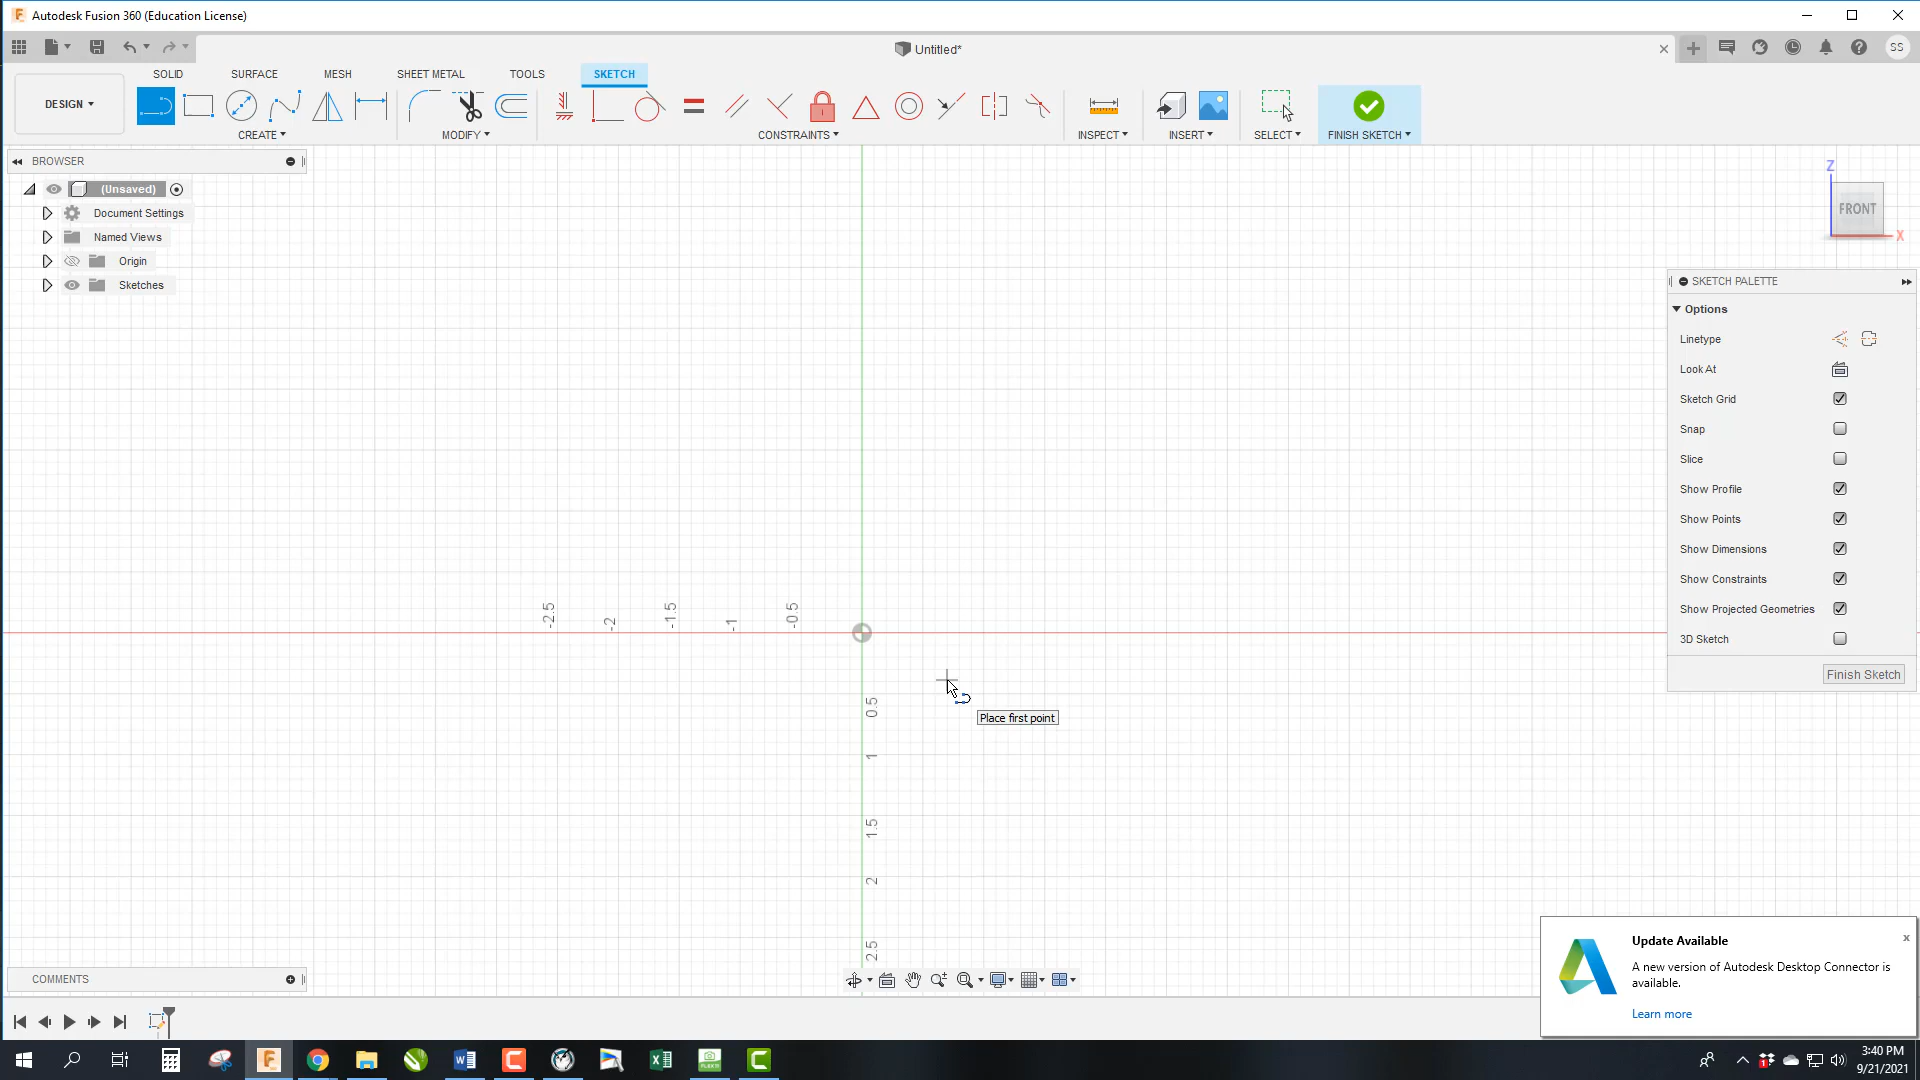 Autodesk Fusion 360 (Education License)
Untitled*
SS
DESIGN
SOLID
SURFACE
MESH
SHEET METAL
TOOLS
SKETCH
CREATE
MODIFY
CONSTRAINTS
INSPECT
INSERT
SELECT
FINISH SKETCH
BROWSER
(Unsaved)
Document Settings
Named Views
Origin
Sketches
Z
FRONT
X
SKETCH PALETTE
Options
Linetype
Look At
Sketch Grid
Snap
Slice
Show Profile
Show Points
Show Dimensions
Show Constraints
Show Projected Geometries
3D Sketch
Finish Sketch
-2.5
-2
-1.5
-1
-0.5
0.5
1
1.5
2
2.5
Place first point
Update Available
A new version of Autodesk Desktop Connector is
available.
Learn more
COMMENTS
3:40 PM
9/21/2021